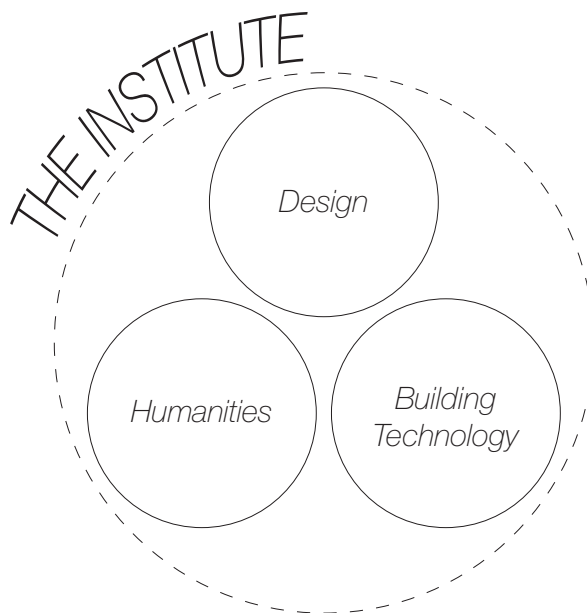 THE INSTITUTE
Design
Humanities
Building
Technology